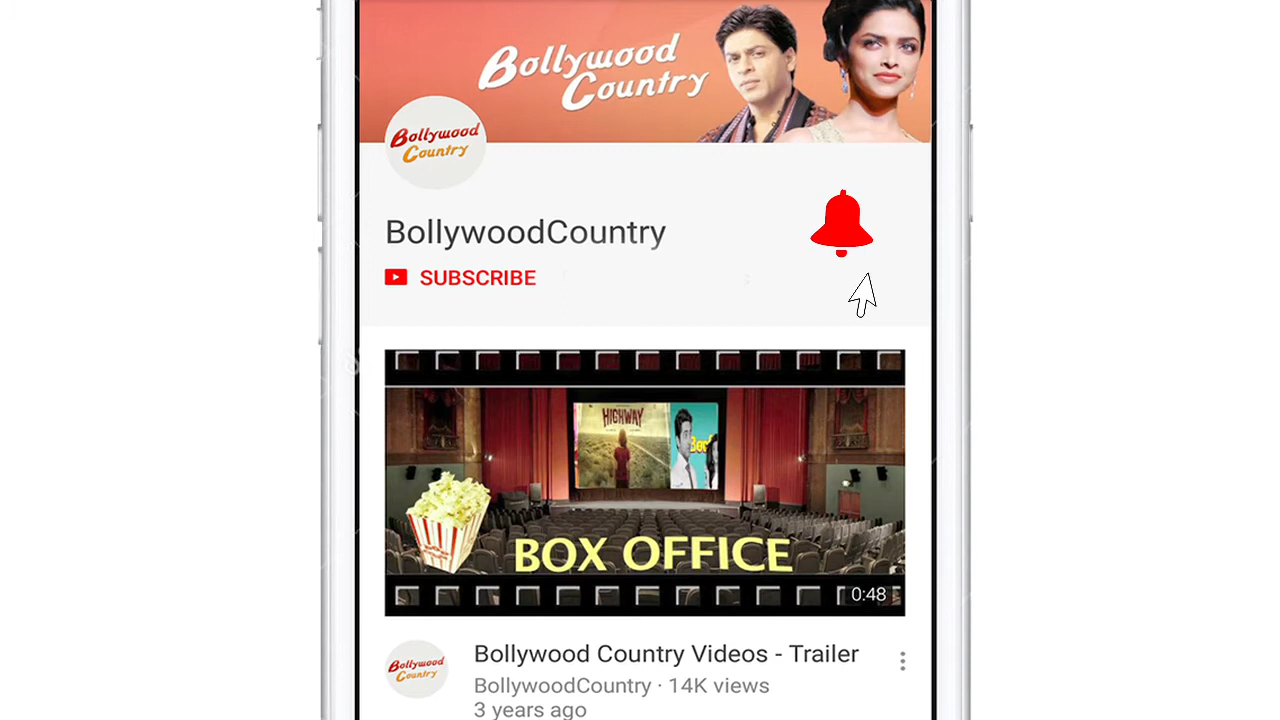 Bollywood
Country
Bollywood
Country
BollywoodCountry
SUBSCRIBE
HIGHWAY
BOX OFFICE
0:48
Bollywood
Country
Bollywood Country Videos - Trailer
BollywoodCountry · 14K views
3 years ago